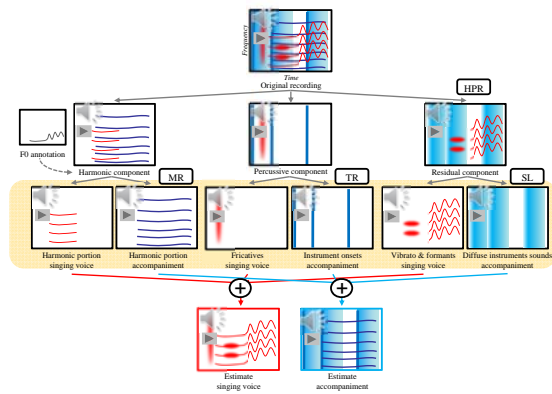 Frequency
Time
Original recording
HPR
F0 annotation
Harmonic component
Percussive component
Residual component
MR
TR
SL
Harmonic portion
singing voice
Harmonic portion
accompaniment
Fricatives
singing voice
Instrument onsets
accompaniment
Vibrato & formants
singing voice
Diffuse instruments sounds
accompaniment
+
+
Estimate
singing voice
Estimate
accompaniment